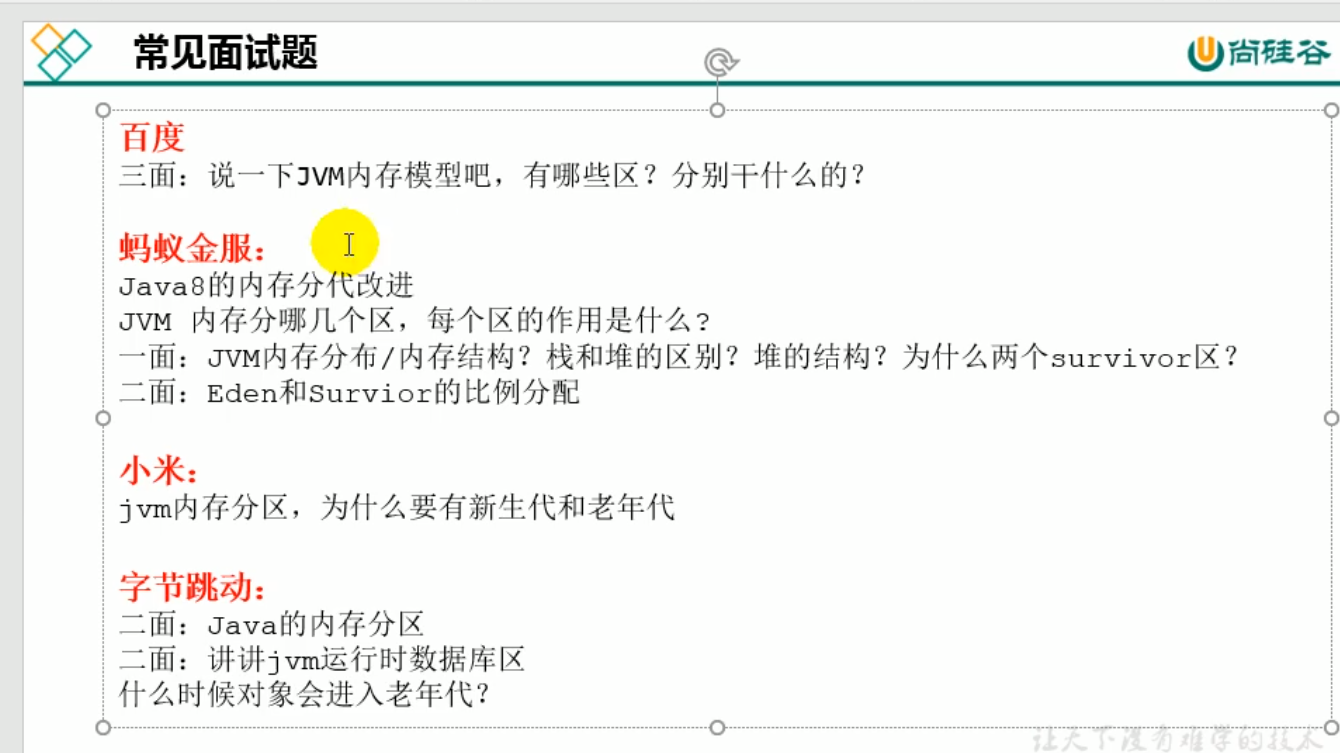 常见面试题
尚硅谷
百度
三面：说一下JVM内存模型吧，有哪些区？分别干什么的？
蚂蚁金服：
Java8的内存分代改进
JVM 内存分哪几个区，每个区的作用是什么？
一面：JVM内存分布/内存结构？栈和堆的区别？堆的结构？为什么两个survivor区？
二面：Eden和Survior的比例分配
小米：
jvm内存分区，为什么要有新生代和老年代
字节跳动：
二面：Java的内存分区
二面：讲讲jvm运行时数据库区
什么时候对象会进入老年代？
让天下没有难学的技术